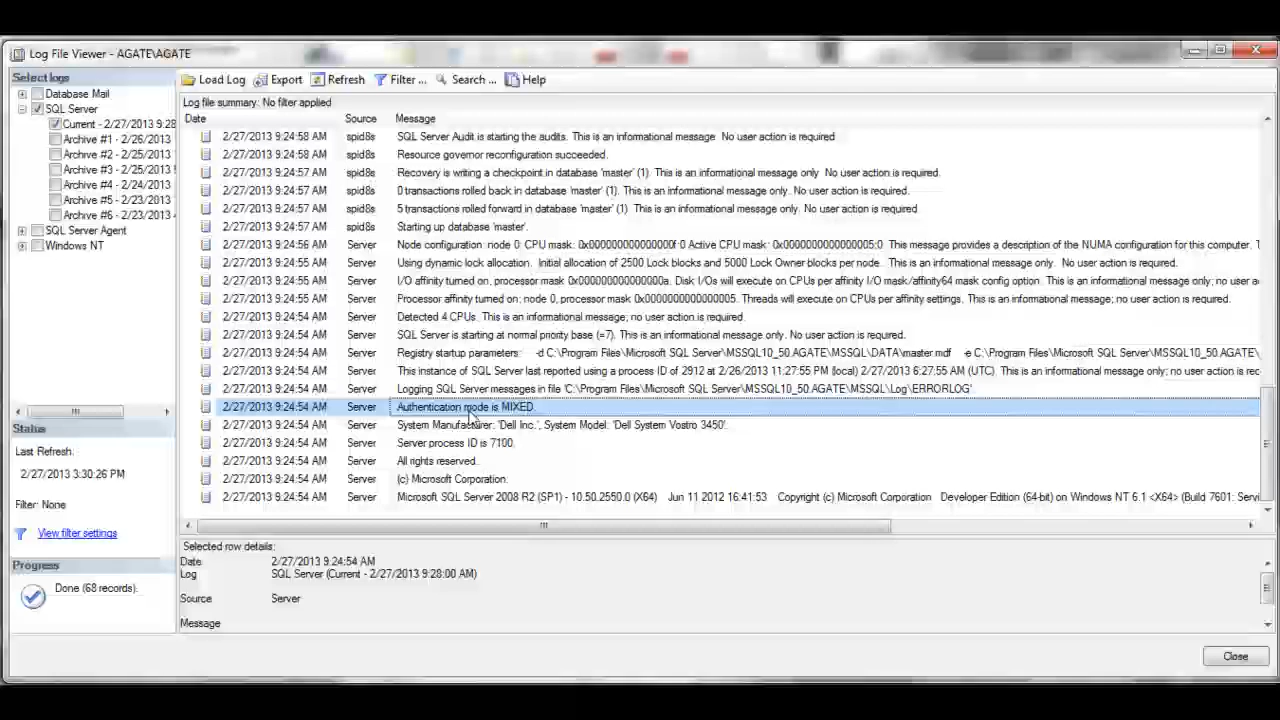 Log File Viewer - AGATE\AGATE
Select logs
Database Mail
SQL Server
Current - 2/27/2013 9:28
Archive #1 - 2/26/2013
Archive #2 - 2/25/2013
Archive #3 - 2/25/2013
Archive #4 - 2/24/2013
Archive #5 - 2/23/2013
Archive #6 - 2/23/2013
SQL Server Agent
Windows NT
Status
Last Refresh:
2/27/2013 3:30:26 PM
Filter: None
View filter settings
Progress
Done (68 records).
Load Log Export Refresh Filter ... Search ... Help
Log file summary: No filter applied
Date Source Message
2/27/2013 9:24:58 AM spid8s SQL Server Audit is starting the audits. This is an informational message. No user action is required.
2/27/2013 9:24:58 AM spid8s Resource governor reconfiguration succeeded.
2/27/2013 9:24:57 AM spid8s Recovery is writing a checkpoint in database 'master' (1). This is an informational message only. No user action is required.
2/27/2013 9:24:57 AM spid8s 0 transactions rolled back in database 'master' (1). This is an informational message only. No user action is required.
2/27/2013 9:24:57 AM spid8s 5 transactions rolled forward in database 'master' (1). This is an informational message only. No user action is required.
2/27/2013 9:24:57 AM spid8s Starting up database 'master'.
2/27/2013 9:24:56 AM Server Node configuration: node 0: CPU mask: 0x000000000000000f:0 Active CPU mask: 0x0000000000000005:0. This message provides a description of the NUMA configuration for this computer. T
2/27/2013 9:24:55 AM Server Using dynamic lock allocation. Initial allocation of 2500 Lock blocks and 5000 Lock Owner blocks per node. This is an informational message only. No user action is required.
2/27/2013 9:24:55 AM Server I/O affinity turned on, processor mask 0x000000000000000a. Disk I/Os will execute on CPUs per affinity I/O mask/affinity64 mask config option. This is an informational message only; no user a
2/27/2013 9:24:55 AM Server Processor affinity turned on: node 0, processor mask 0x0000000000000005. Threads will execute on CPUs per affinity settings. This is an informational message; no user action is required.
2/27/2013 9:24:54 AM Server Detected 4 CPUs. This is an informational message; no user action is required.
2/27/2013 9:24:54 AM Server SQL Server is starting at normal priority base (=7). This is an informational message only. No user action is required.
2/27/2013 9:24:54 AM Server Registry startup parameters: -d C:\Program Files\Microsoft SQL Server\MSSQL10_50.AGATE\MSSQL\DATA\master.mdf -e C:\Program Files\Microsoft SQL Server\MSSQL10_50.AGATE\
2/27/2013 9:24:54 AM Server This instance of SQL Server last reported using a process ID of 2912 at 2/26/2013 11:27:55 PM (local) 2/27/2013 6:27:55 AM (UTC). This is an informational message only; no user is rec
2/27/2013 9:24:54 AM Server Logging SQL Server messages in file 'C:\Program Files\Microsoft SQL Server\MSSQL10_50.AGATE\MSSQL\Log\ERRORLOG'.
2/27/2013 9:24:54 AM Server Authentication mode is MIXED.
2/27/2013 9:24:54 AM Server System Manufacturer: 'Dell Inc.', System Model: 'Dell System Vostro 3450'.
2/27/2013 9:24:54 AM Server Server process ID is 7100.
2/27/2013 9:24:54 AM Server All rights reserved.
2/27/2013 9:24:54 AM Server (c) Microsoft Corporation.
2/27/2013 9:24:54 AM Server Microsoft SQL Server 2008 R2 (SP1) - 10.50.2550.0 (X64) Jun 11 2012 16:41:53 Copyright (c) Microsoft Corporation Developer Edition (64-bit) on Windows NT 6.1 <X64> (Build 7601: Servi
Selected row details:
Date 2/27/2013 9:24:54 AM
Log SQL Server (Current - 2/27/2013 9:28:00 AM)
Source Server
Message
Close